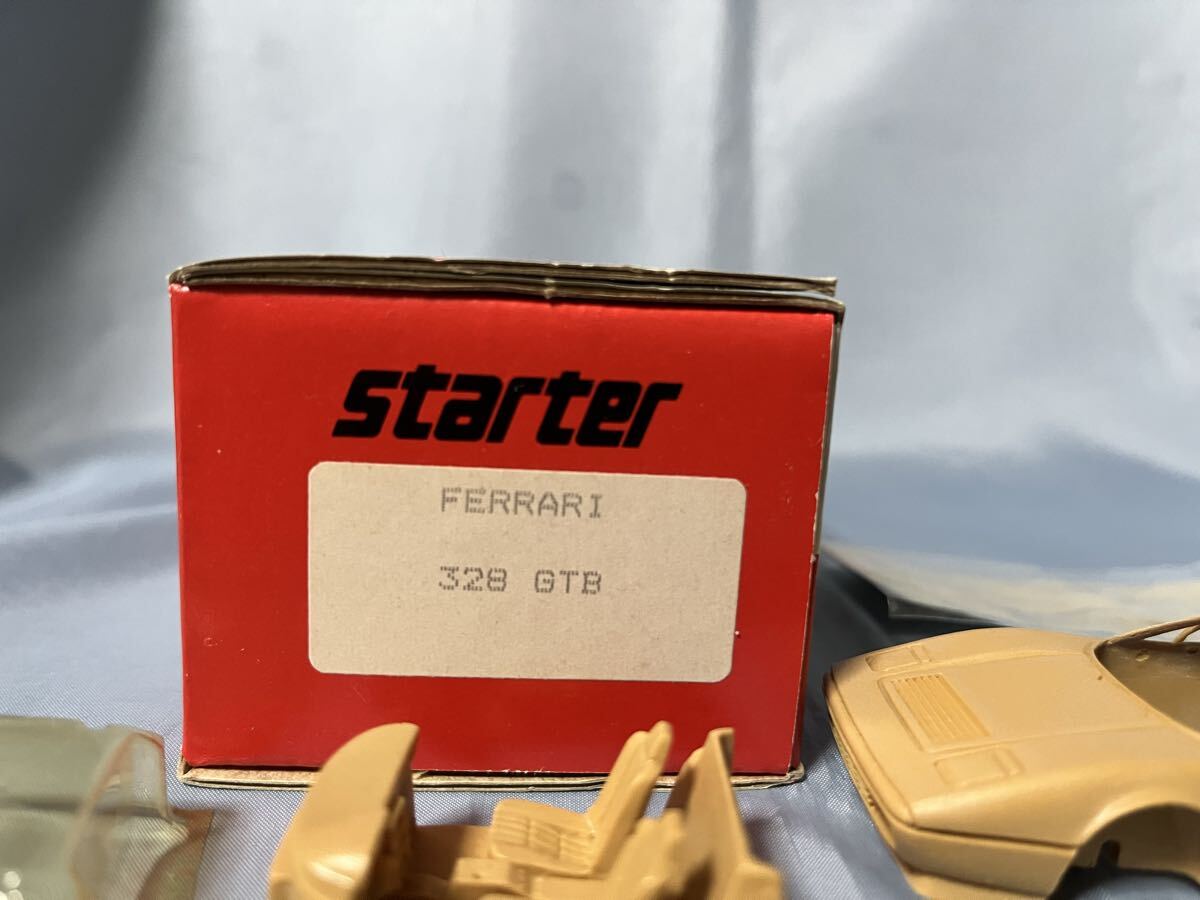 starter
FERRARI
328 GTB